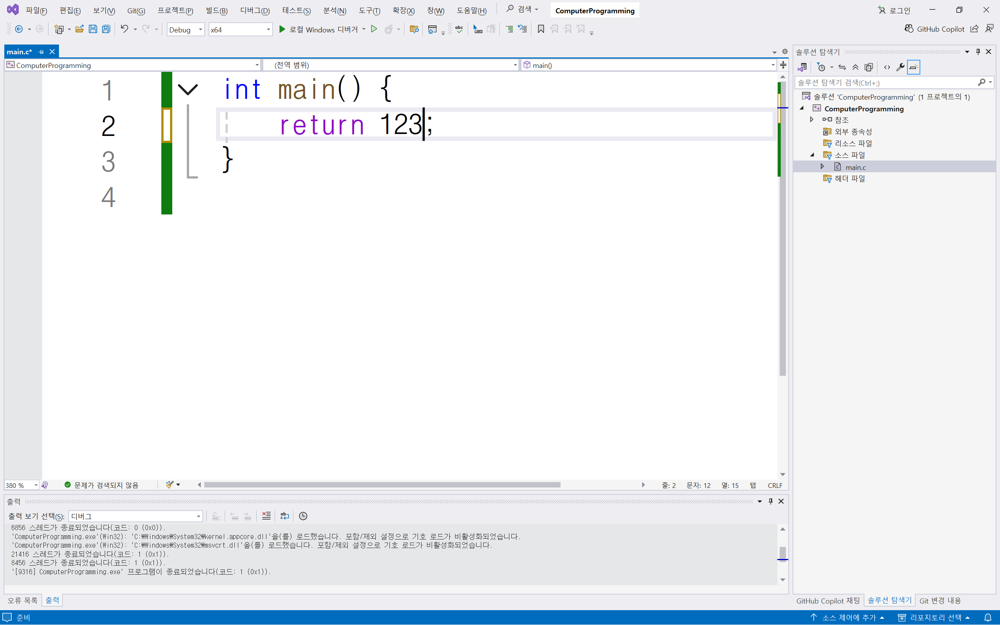 파일(F) 편집(E) 보기(V) Git(G) 프로젝트(P) 빌드(B) 디버그(D) 테스트(S) 분석(N) 도구(T) 확장(X) 창(W) 도움말(H) 검색 ComputerProgramming 로그인
Debug x64 로컬 Windows 디버거 GitHub Copilot
main.c*
ComputerProgramming (전역 범위) main()
1 int main() {
2 return 123;
3 }
4
380 % 문제가 검색되지 않음 줄: 2 문자: 12 열: 15 탭 CRLF
출력
출력 보기 선택(S): 디버그
6856 스레드가 종료되었습니다(코드: 0 (0x0)).
'ComputerProgramming.exe'(Win32): 'C:₩Windows₩System32₩kernel.appcore.dll'을(를) 로드했습니다. 포함/제외 설정으로 기호 로드가 비활성화되었습니다.
'ComputerProgramming.exe'(Win32): 'C:₩Windows₩System32₩msvcrt.dll'을(를) 로드했습니다. 포함/제외 설정으로 기호 로드가 비활성화되었습니다.
21416 스레드가 종료되었습니다(코드: 1 (0x1)).
8456 스레드가 종료되었습니다(코드: 1 (0x1)).
'[9316] ComputerProgramming.exe' 프로그램이 종료되었습니다(코드: 1 (0x1)).
오류 목록 출력
솔루션 탐색기
솔루션 탐색기 검색(Ctrl+;)
솔루션 'ComputerProgramming' (1 프로젝트의 1)
ComputerProgramming
참조
외부 종속성
리소스 파일
소스 파일
main.c
헤더 파일
GitHub Copilot 채팅 솔루션 탐색기 Git 변경 내용
준비 소스 제어에 추가 리포지토리 선택